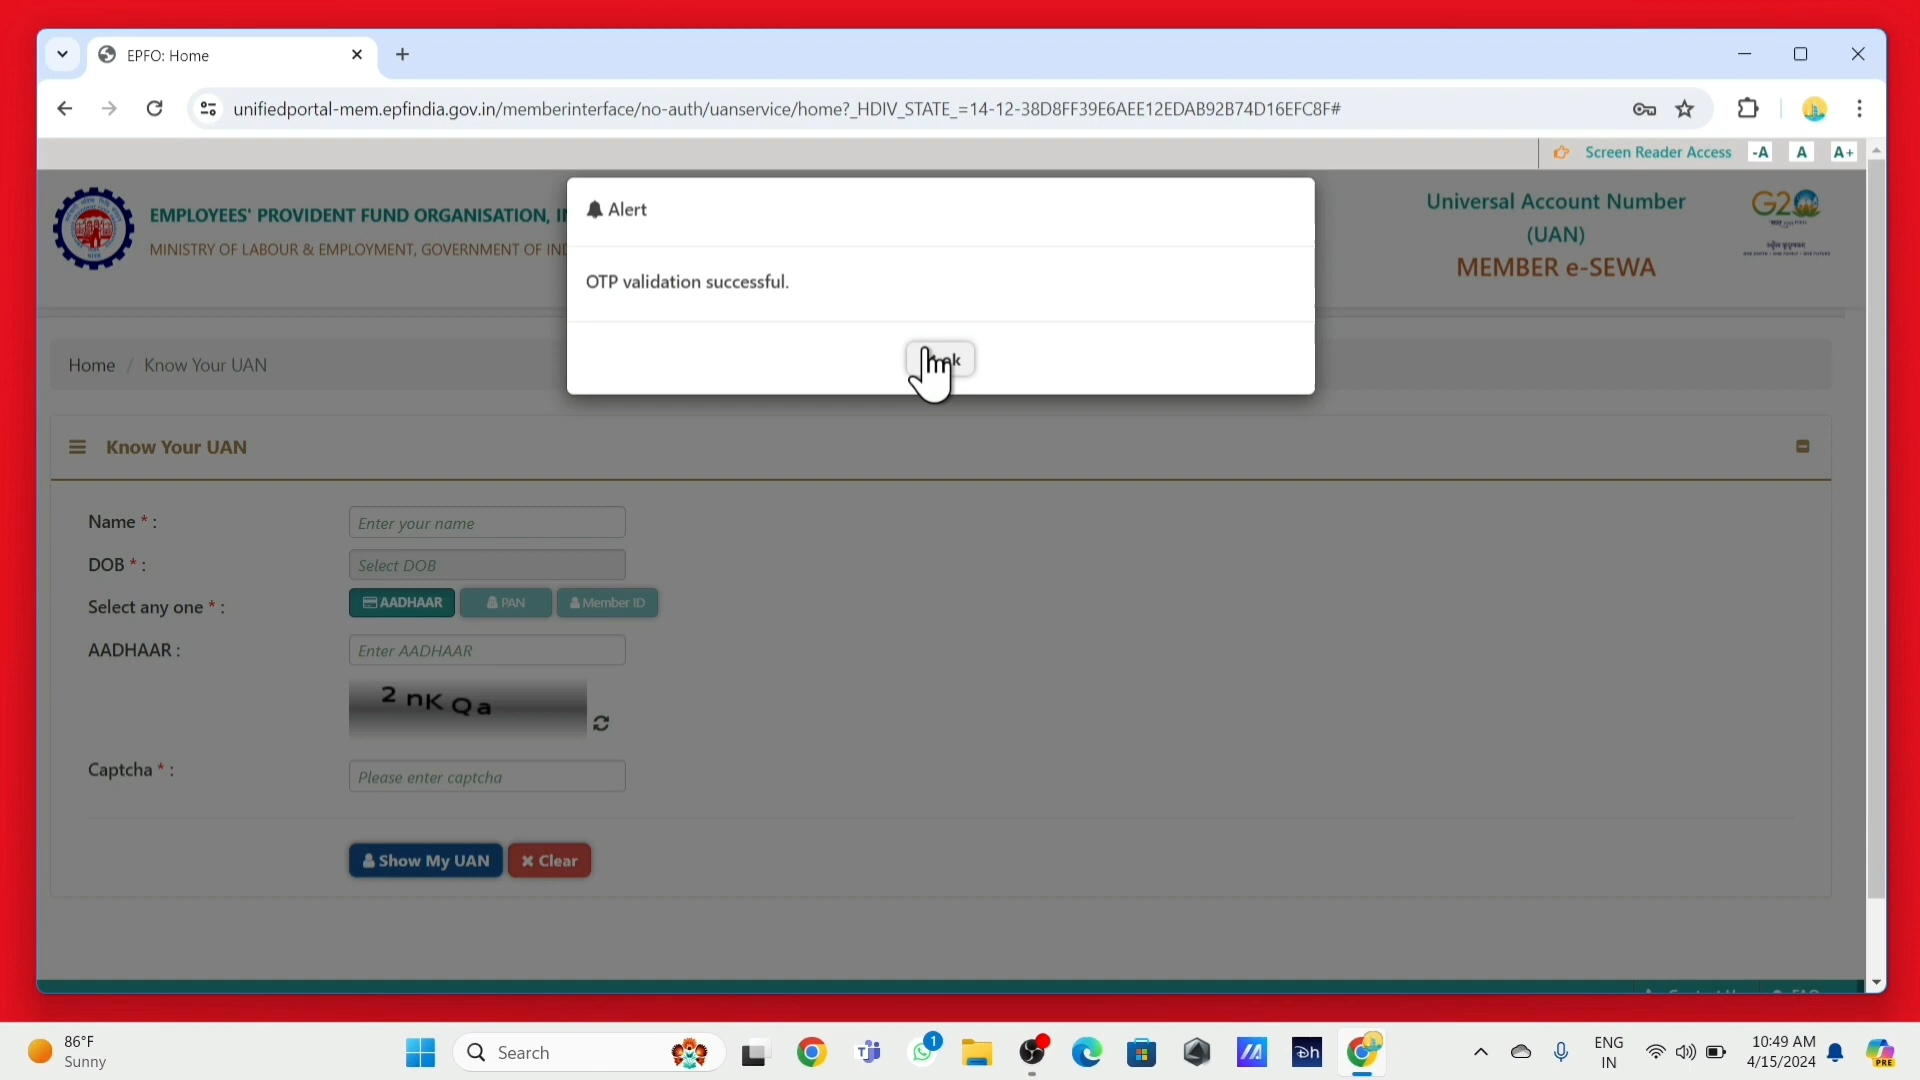 EPFO: Home
unifiedportal-mem.epfindia.gov.in/memberinterface/no-auth/uanservice/home?_HDIV_STATE_=14-12-38D8FF39E6AEE12EDAB92B74D16EFC8F#
Screen Reader Access -A A A+
EMPLOYEES' PROVIDENT FUND ORGANISATION, I
MINISTRY OF LABOUR & EMPLOYMENT, GOVERNMENT OF IND
Universal Account Number
(UAN)
MEMBER e-SEWA
G20
Alert
OTP validation successful.
ok
Home / Know Your UAN
Know Your UAN
Name * :
Enter your name
DOB * :
Select DOB
Select any one * :
AADHAAR PAN Member ID
AADHAAR :
Enter AADHAAR
2 nK Q a
Captcha * :
Please enter captcha
Show My UAN Clear
86°F
Sunny
Search
1
ENG
IN
10:49 AM
4/15/2024
PRE